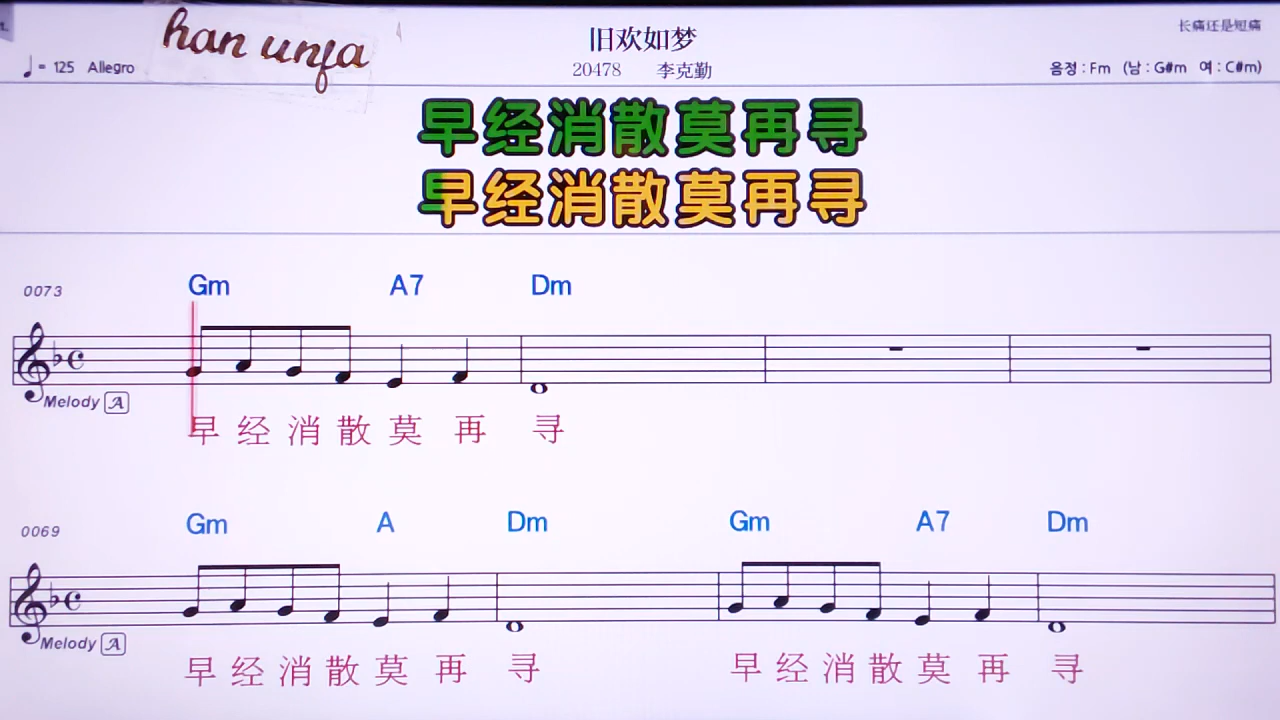 han unfa
旧欢如梦
长痛还是短痛
♩= 125 Allegro
20478 李克勤
음정 : Fm (남 : G#m 여 : C#m)
早经消散莫再寻
早经消散莫再寻
0073
Gm A7 Dm
Melody A
早经消散莫再寻
0069
Gm A Dm Gm A7 Dm
Melody A
早经消散莫再寻 早经消散莫再寻